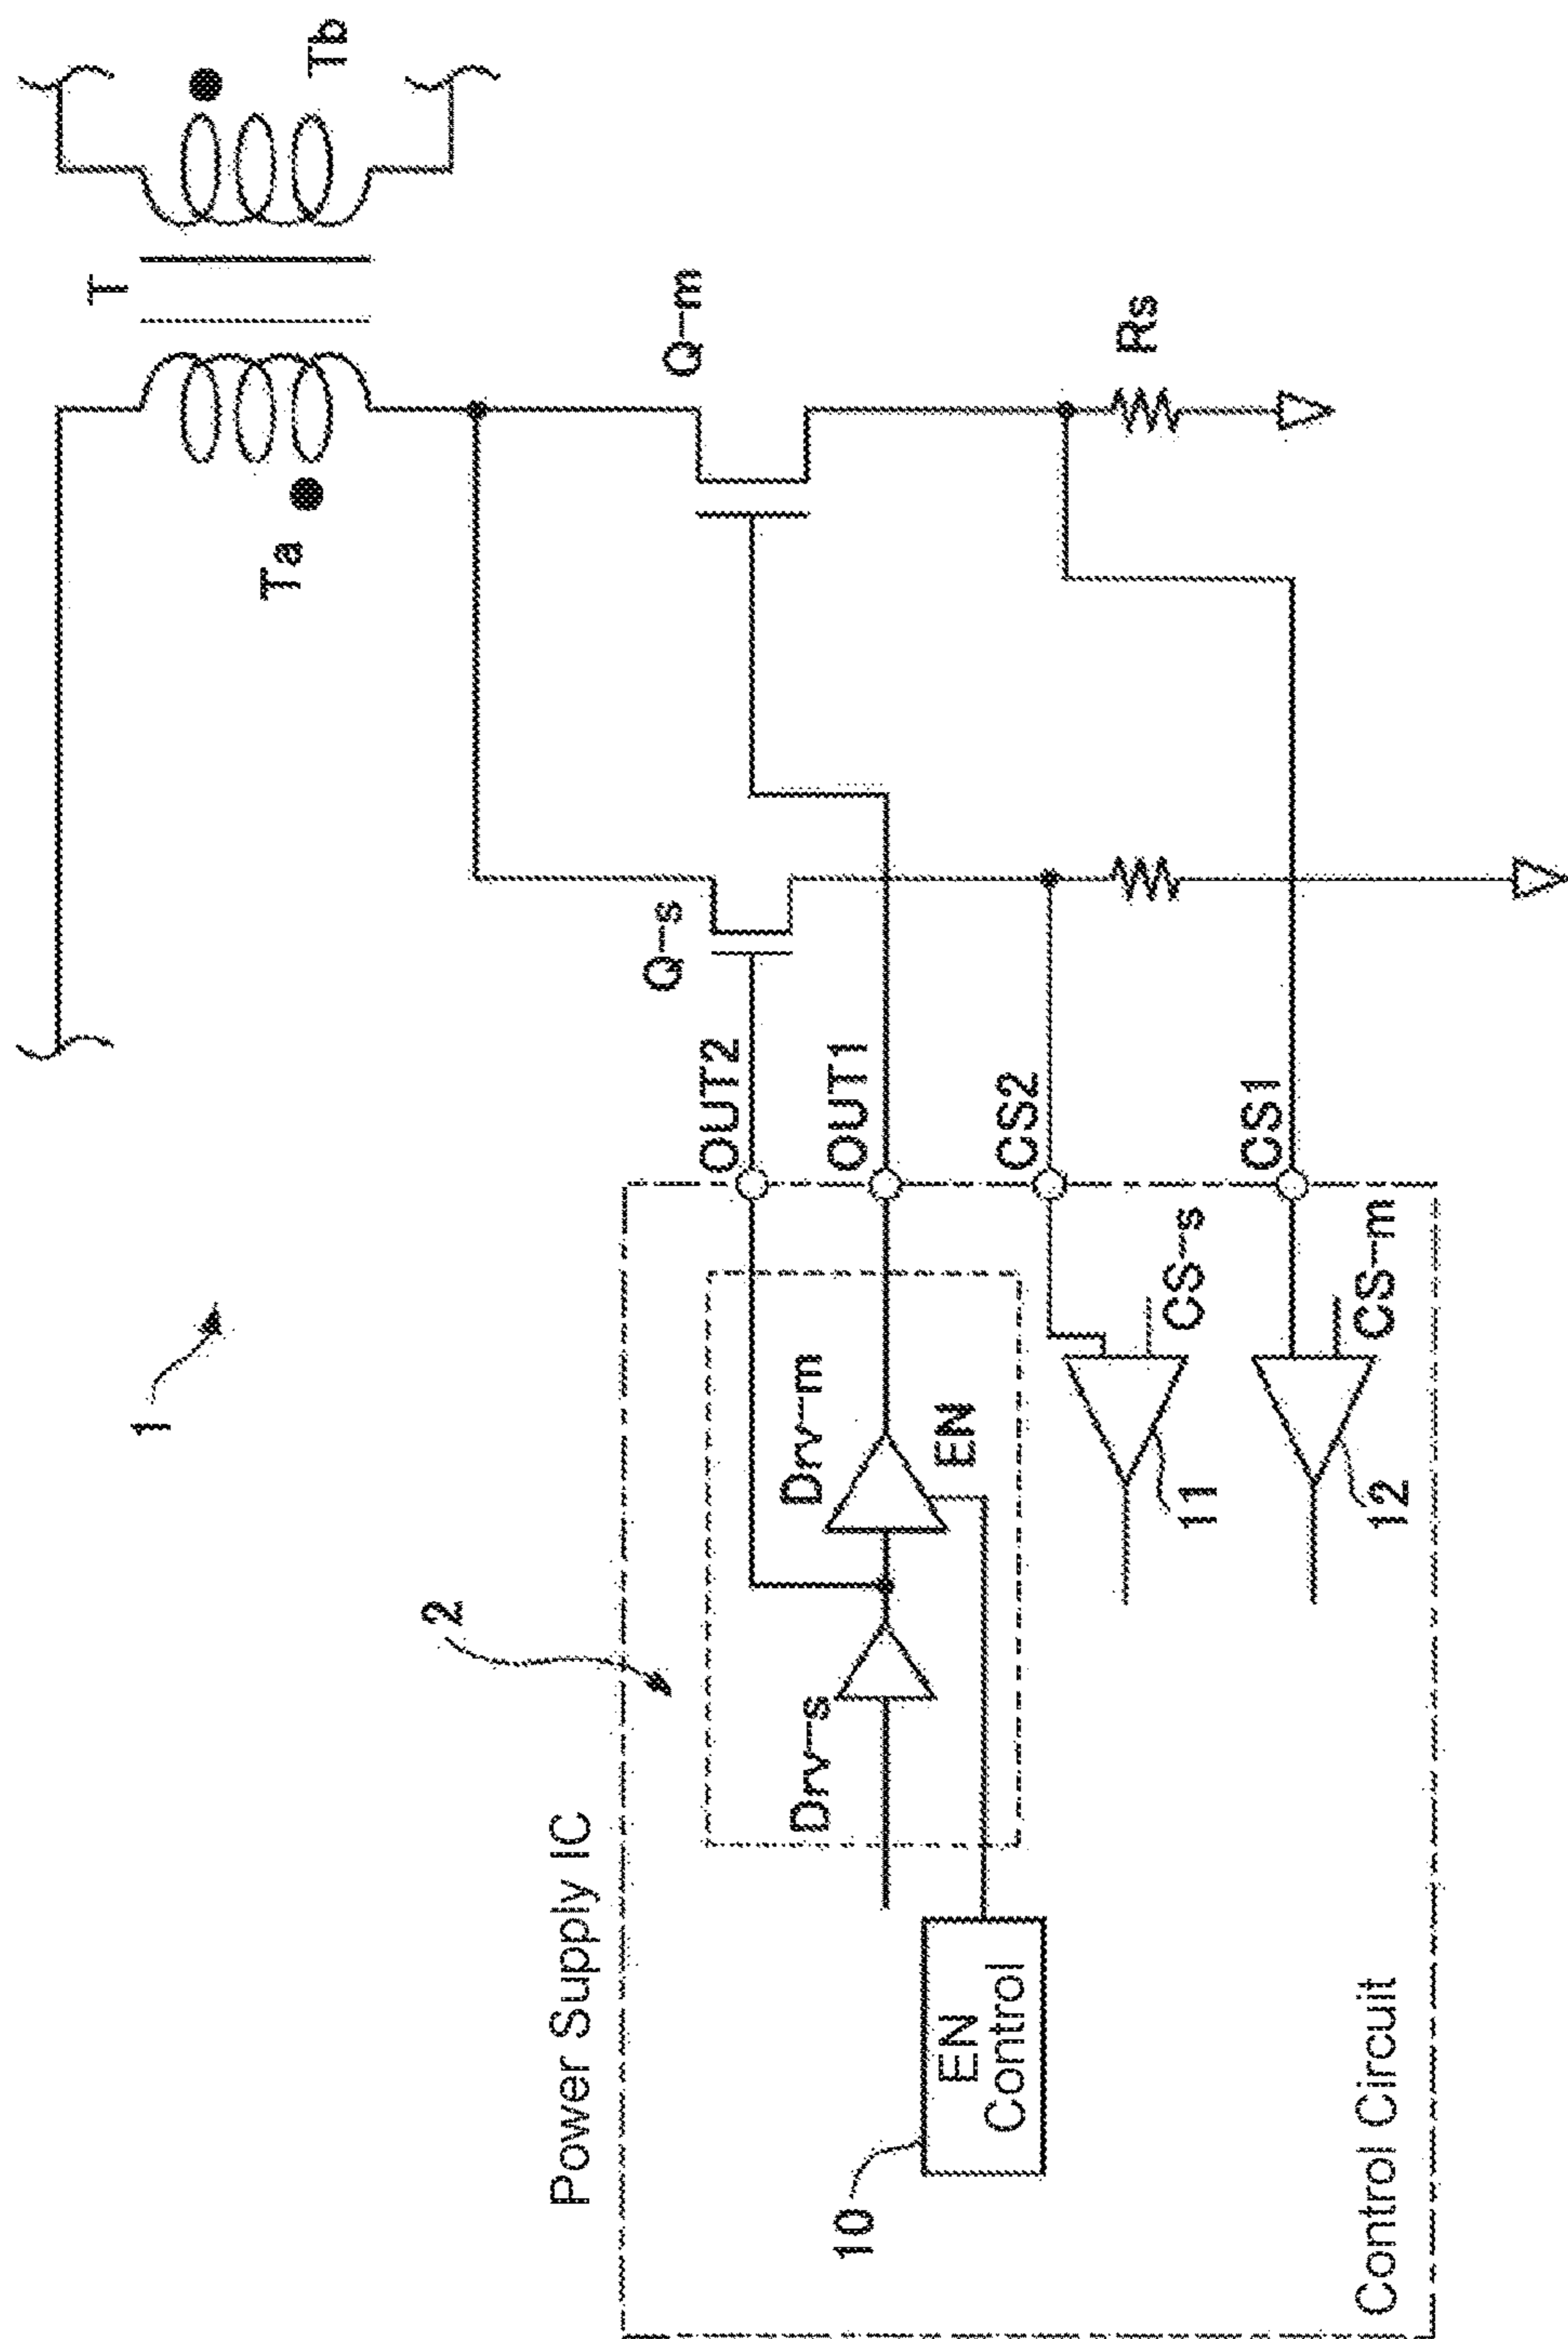 T
Ta
Tb
Q-m
Q-s
Rs
OUT2
OUT1
CS2
CS1
1
2
Power Supply IC
Drv-s
Drv-m
EN
EN
Control
10
CS-s
11
CS-m
12
Control Circuit